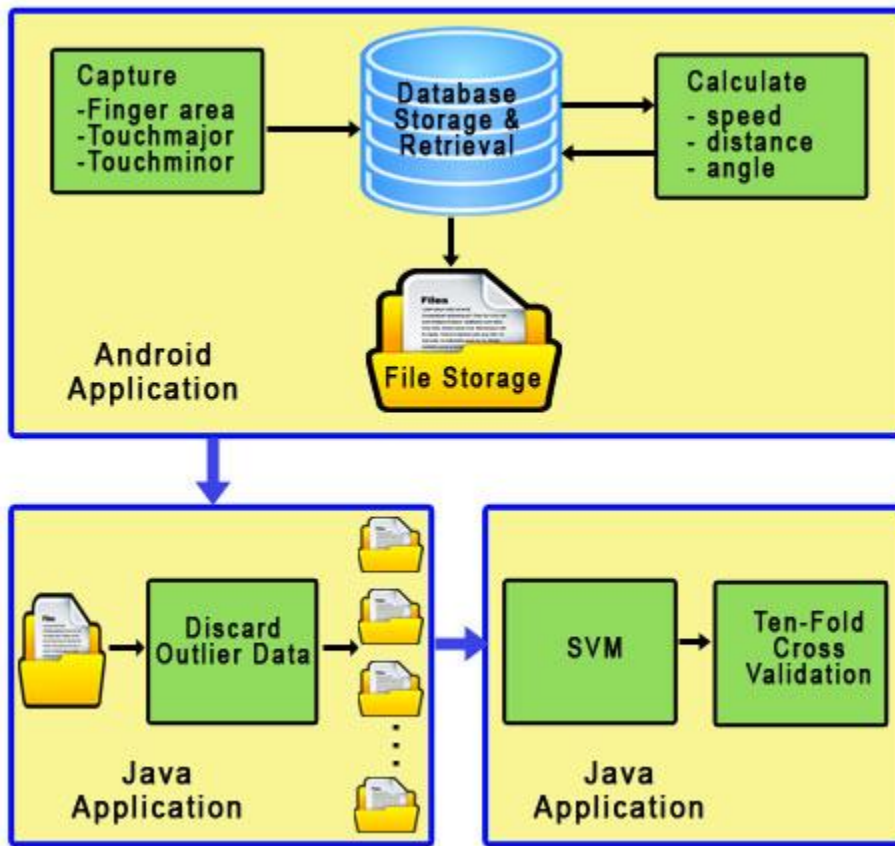 Capture
-Finger area
-Touchmajor
-Touchminor
Database
Storage &
Retrieval
Calculate
- speed
- distance
- angle
Files
File Storage
Android
Application
Files
Discard
Outlier Data
Java
Application
SVM
Ten-Fold
Cross
Validation
Java
Application